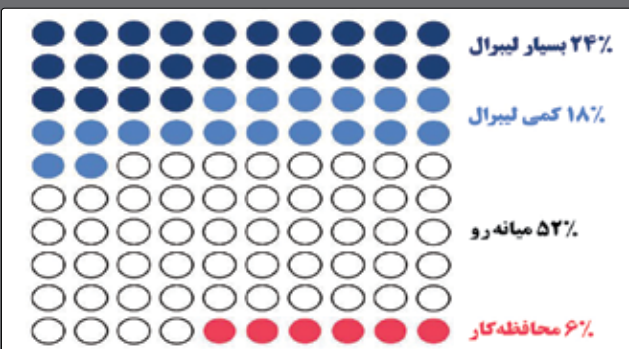 ۲۴٪ بسیار لیبرال
۱۸٪ کمی لیبرال
۵۲٪ میانه‌رو
۶٪ محافظه‌کار